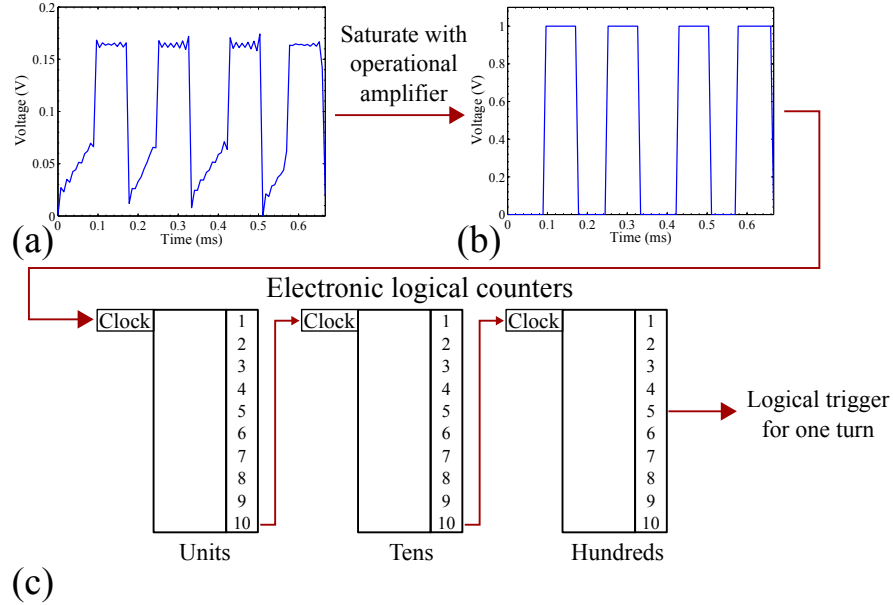 0.2
0.15
0.1
0.05
0
Voltage (V)
0 0.1 0.2 0.3 0.4 0.5 0.6
Time (ms)
(a)
Saturate with
operational
amplifier
1
0.8
0.6
0.4
0.2
0
Voltage (V)
0 0.1 0.2 0.3 0.4 0.5 0.6
Time (ms)
(b)
Electronic logical counters
Clock
1
2
3
4
5
6
7
8
9
10
Units
Clock
1
2
3
4
5
6
7
8
9
10
Tens
Clock
1
2
3
4
5
6
7
8
9
10
Hundreds
Logical trigger
for one turn
(c)